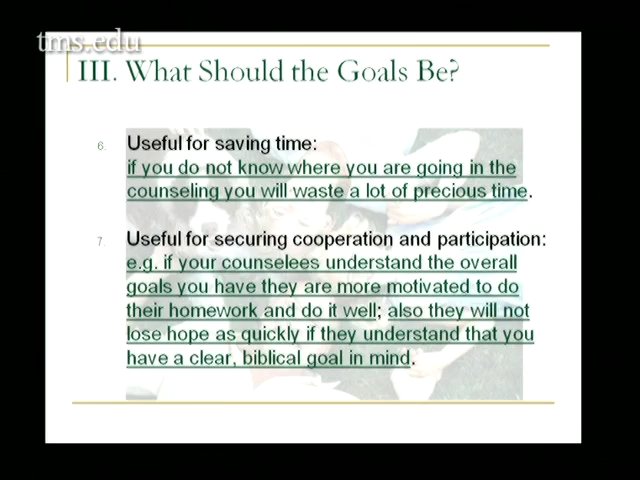 tms.edu
III. What Should the Goals Be?
6. Useful for saving time:
if you do not know where you are going in the
counseling you will waste a lot of precious time.
7. Useful for securing cooperation and participation:
e.g. if your counselees understand the overall
goals you have they are more motivated to do
their homework and do it well; also they will not
lose hope as quickly if they understand that you
have a clear, biblical goal in mind.